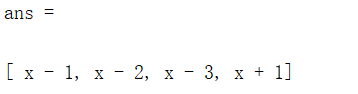 ans =
[ x - 1, x - 2, x - 3, x + 1]